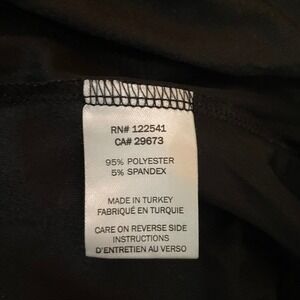 RN# 122541
CA# 29673
95% POLYESTER
5% SPANDEX
MADE IN TURKEY
FABRIQUÉ EN TURQUIE
CARE ON REVERSE SIDE
INSTRUCTIONS
D'ENTRETIEN AU VERSO